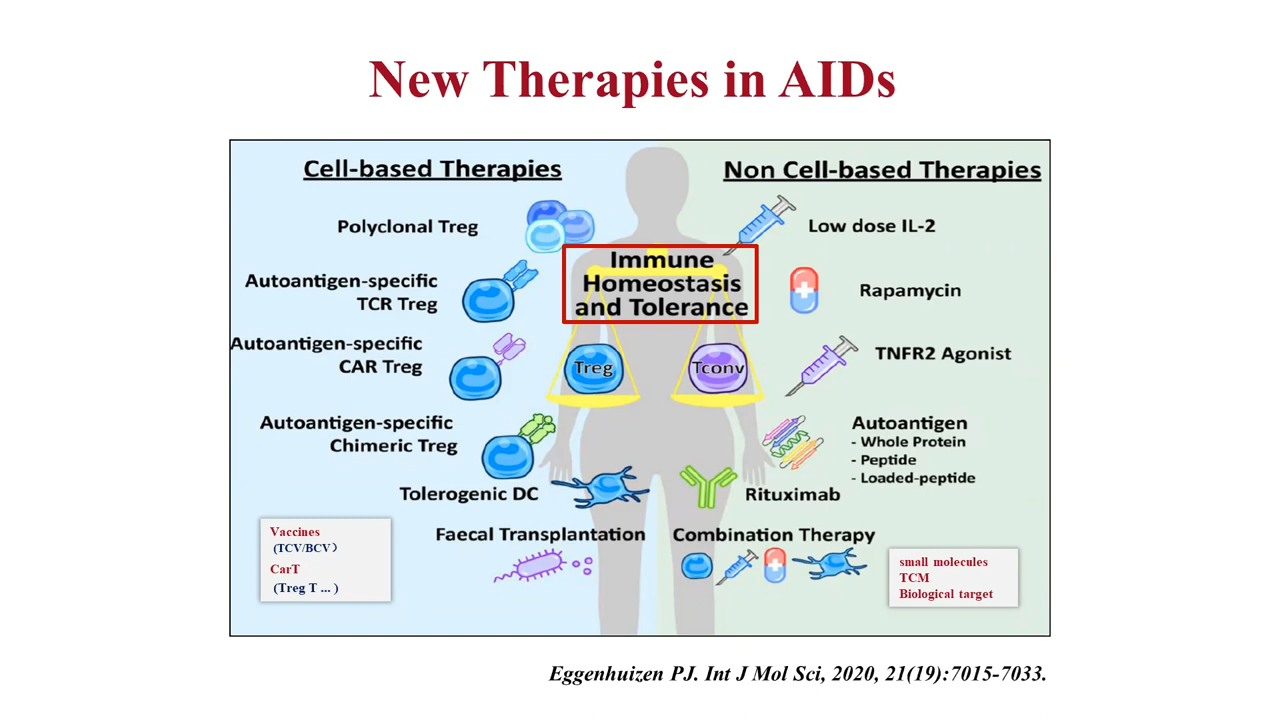 New Therapies in AIDs
Cell-based Therapies
Polyclonal Treg
Autoantigen-specific
TCR Treg
Autoantigen-specific
CAR Treg
Autoantigen-specific
Chimeric Treg
Tolerogenic DC
Faecal Transplantation
Vaccines
(TCV/BCV）
CarT
(Treg T ... )
Immune
Homeostasis
and Tolerance
Treg
Tconv
Non Cell-based Therapies
Low dose IL-2
Rapamycin
TNFR2 Agonist
Autoantigen
- Whole Protein
- Peptide
- Loaded-peptide
Rituximab
Combination Therapy
small molecules
TCM
Biological target
Eggenhuizen PJ. Int J Mol Sci, 2020, 21(19):7015-7033.